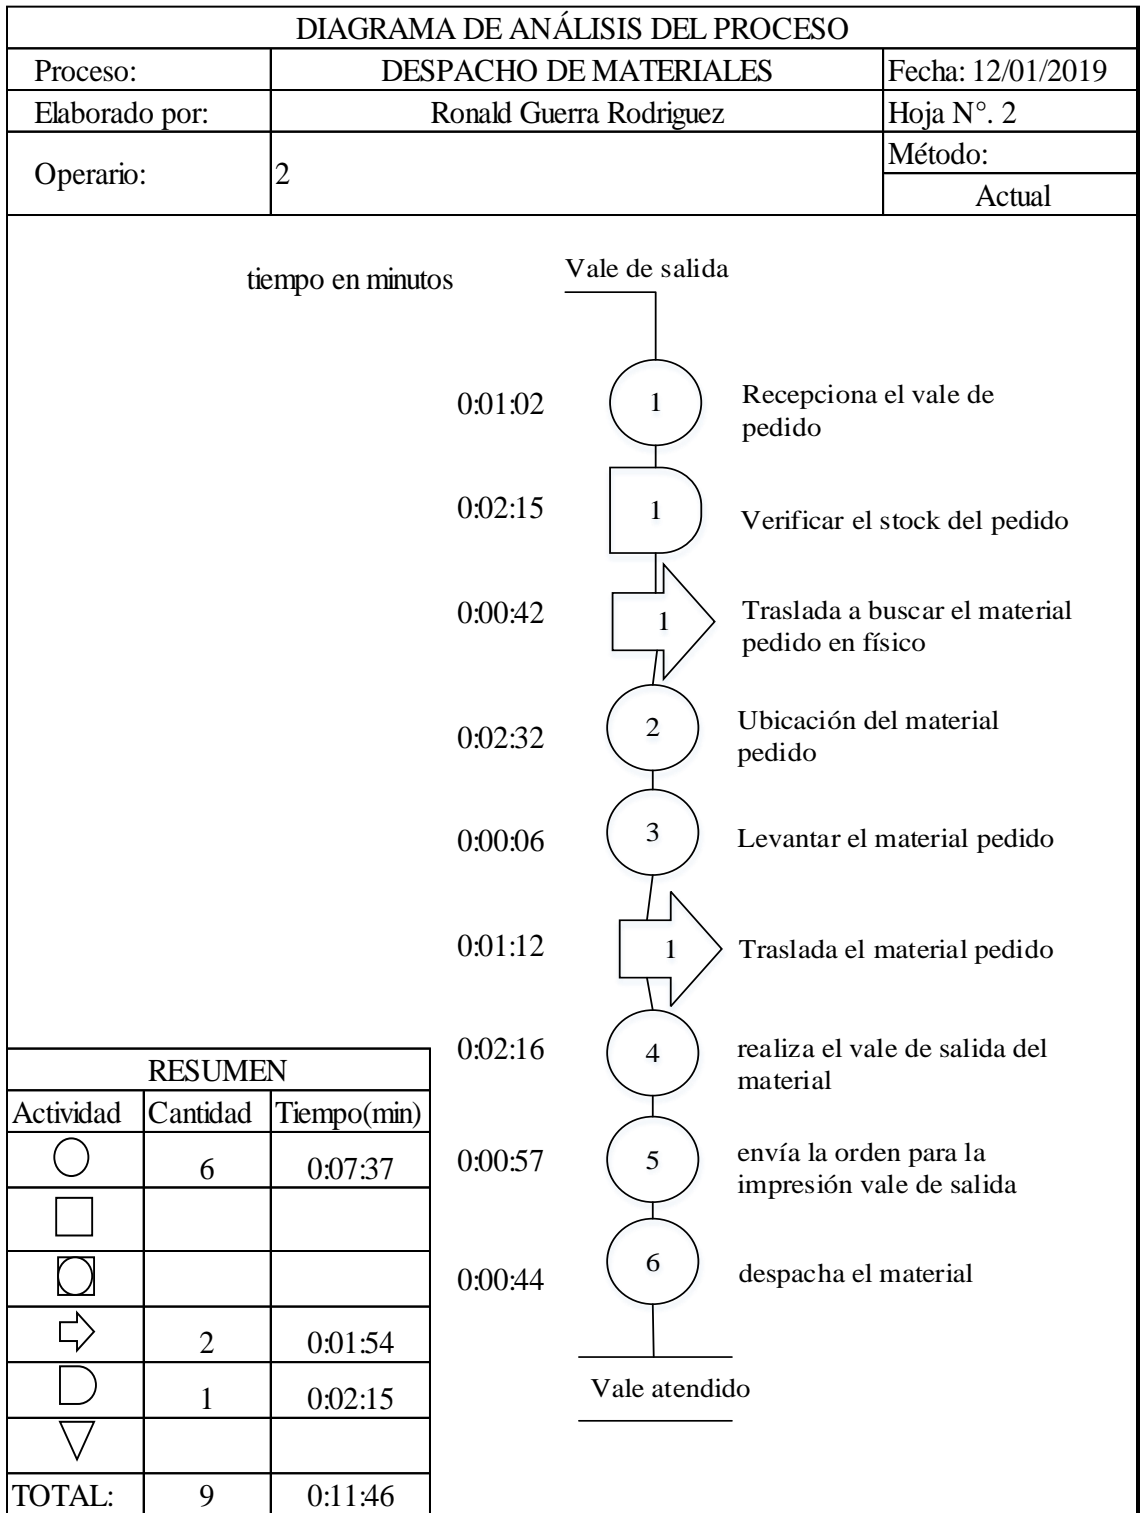 DIAGRAMA DE ANÁLISIS DEL PROCESO
Proceso: DESPACHO DE MATERIALES Fecha: 12/01/2019
Elaborado por: Ronald Guerra Rodriguez Hoja N°. 2
Operario: 2 Método:
Actual
tiempo en minutos Vale de salida
0:01:02 1 Recepciona el vale de
pedido
0:02:15 1 Verificar el stock del pedido
0:00:42 1 Traslada a buscar el material
pedido en físico
0:02:32 2 Ubicación del material
pedido
0:00:06 3 Levantar el material pedido
0:01:12 1 Traslada el material pedido
0:02:16 4 realiza el vale de salida del
material
0:00:57 5 envía la orden para la
impresión vale de salida
0:00:44 6 despacha el material
Vale atendido
RESUMEN
Actividad Cantidad Tiempo(min)
6 0:07:37
2 0:01:54
1 0:02:15
TOTAL: 9 0:11:46